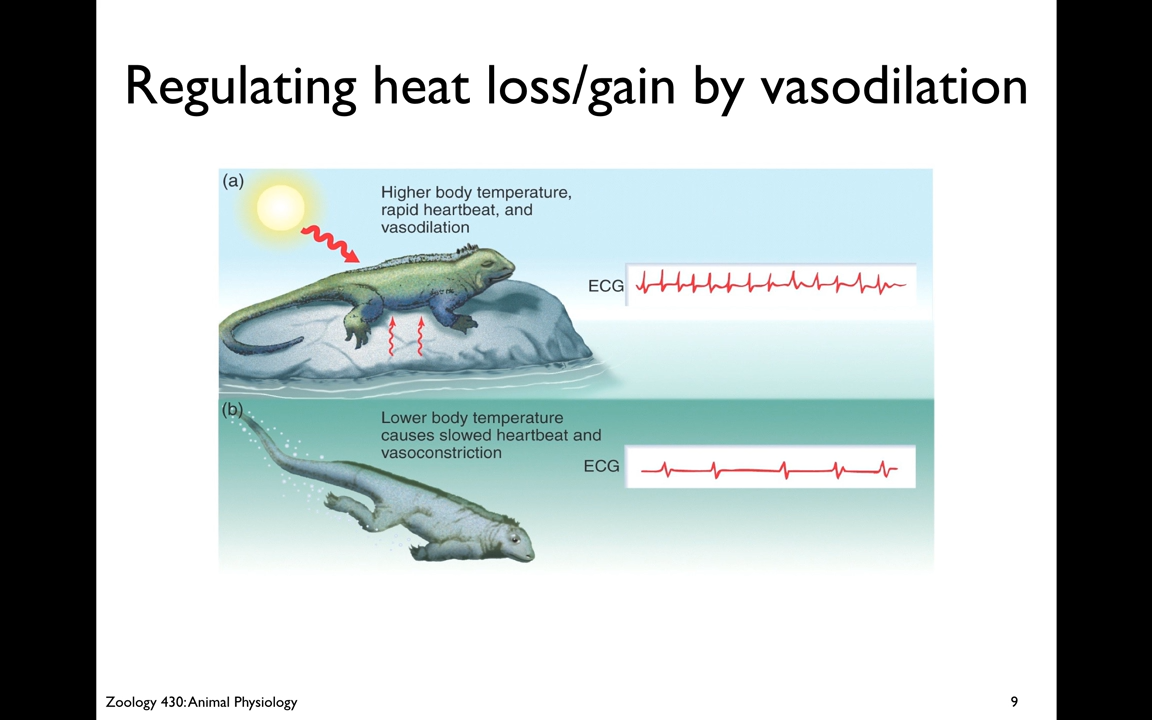 Regulating heat loss/gain by vasodilation
(a)
Higher body temperature,
rapid heartbeat, and
vasodilation
ECG
(b)
Lower body temperature
causes slowed heartbeat and
vasoconstriction
ECG
Zoology 430: Animal Physiology
9